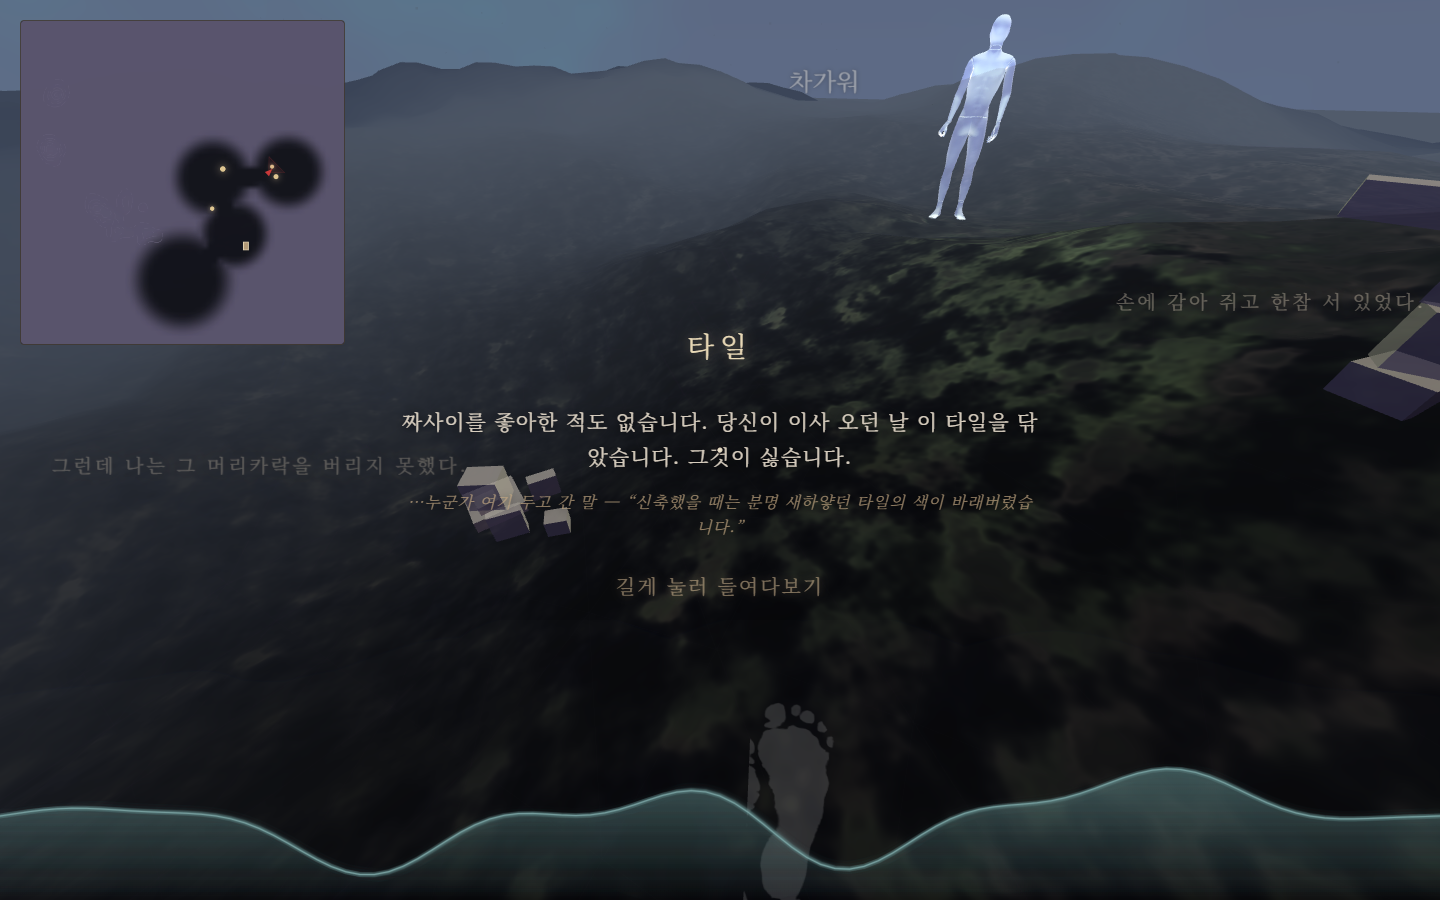 차가워
손에 감아 쥐고 한참 서 있었다.
타일
짜사이를 좋아한 적도 없습니다. 당신이 이사 오던 날 이 타일을 닦
았습니다. 그것이 싫습니다.
그런데 나는 그 머리카락을 버리지 못했다.
…누군가 여기 두고 간 말 — “신축했을 때는 분명 새하얗던 타일의 색이 바래버렸습
니다.”
길게 눌러 들여다보기